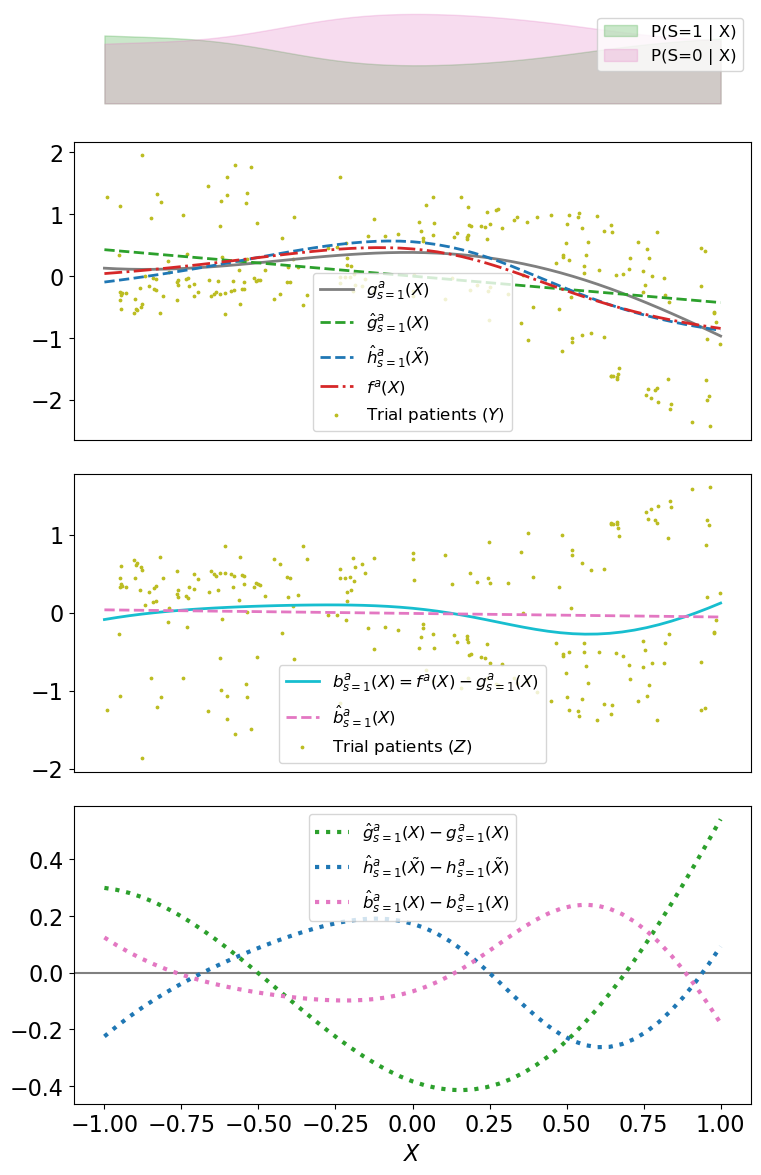 P(S=1 | X)
P(S=0 | X)
2
1
0
−1
−2
g^a_{s=1}(X)
ĝ^a_{s=1}(X)
ĥ^a_{s=1}(X̃)
f^a(X)
Trial patients (Y)
1
0
−1
−2
b^a_{s=1}(X) = f^a(X) − g^a_{s=1}(X)
b̂^a_{s=1}(X)
Trial patients (Z)
0.4
0.2
0.0
−0.2
−0.4
ĝ^a_{s=1}(X) − g^a_{s=1}(X)
ĥ^a_{s=1}(X̃) − h^a_{s=1}(X̃)
b̂^a_{s=1}(X) − b^a_{s=1}(X)
−1.00 −0.75 −0.50 −0.25 0.00 0.25 0.50 0.75 1.00
X